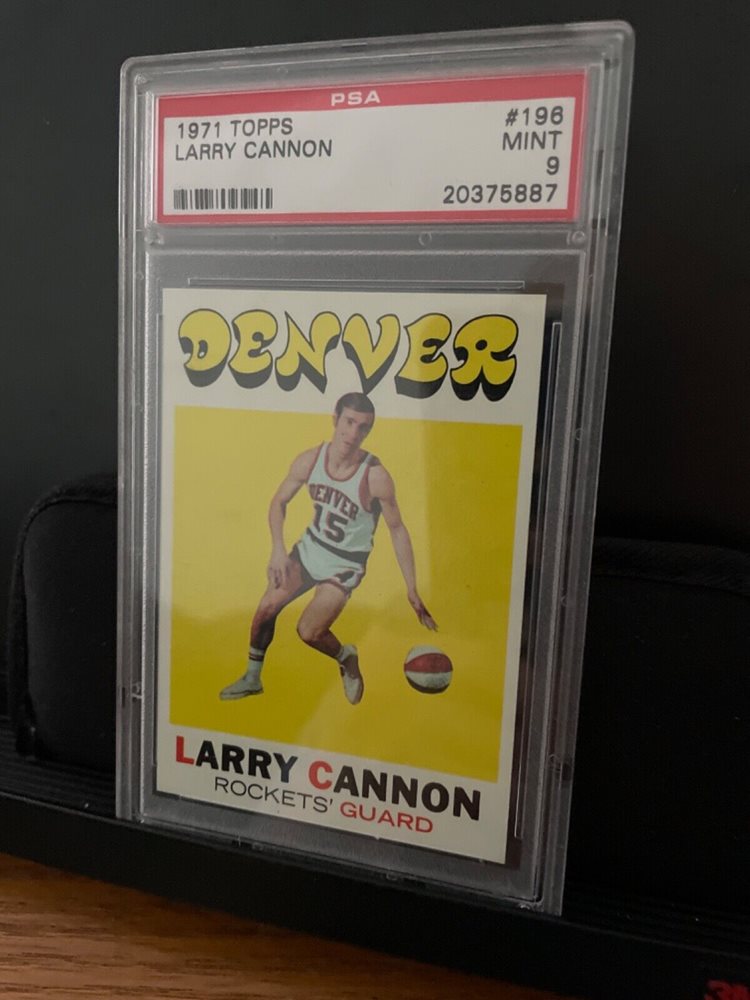 PSA
1971 TOPPS #196
LARRY CANNON MINT
9
20375887
DENVER
DENVER
15
LARRY CANNON
ROCKETS' GUARD